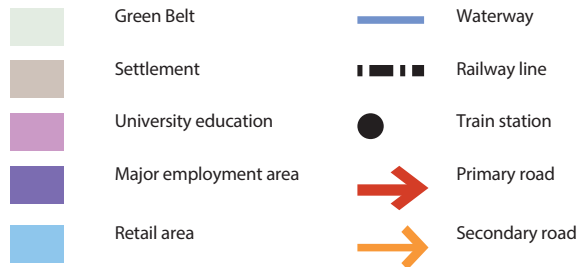 Green Belt
Settlement
University education
Major employment area
Retail area
Waterway
Railway line
Train station
Primary road
Secondary road